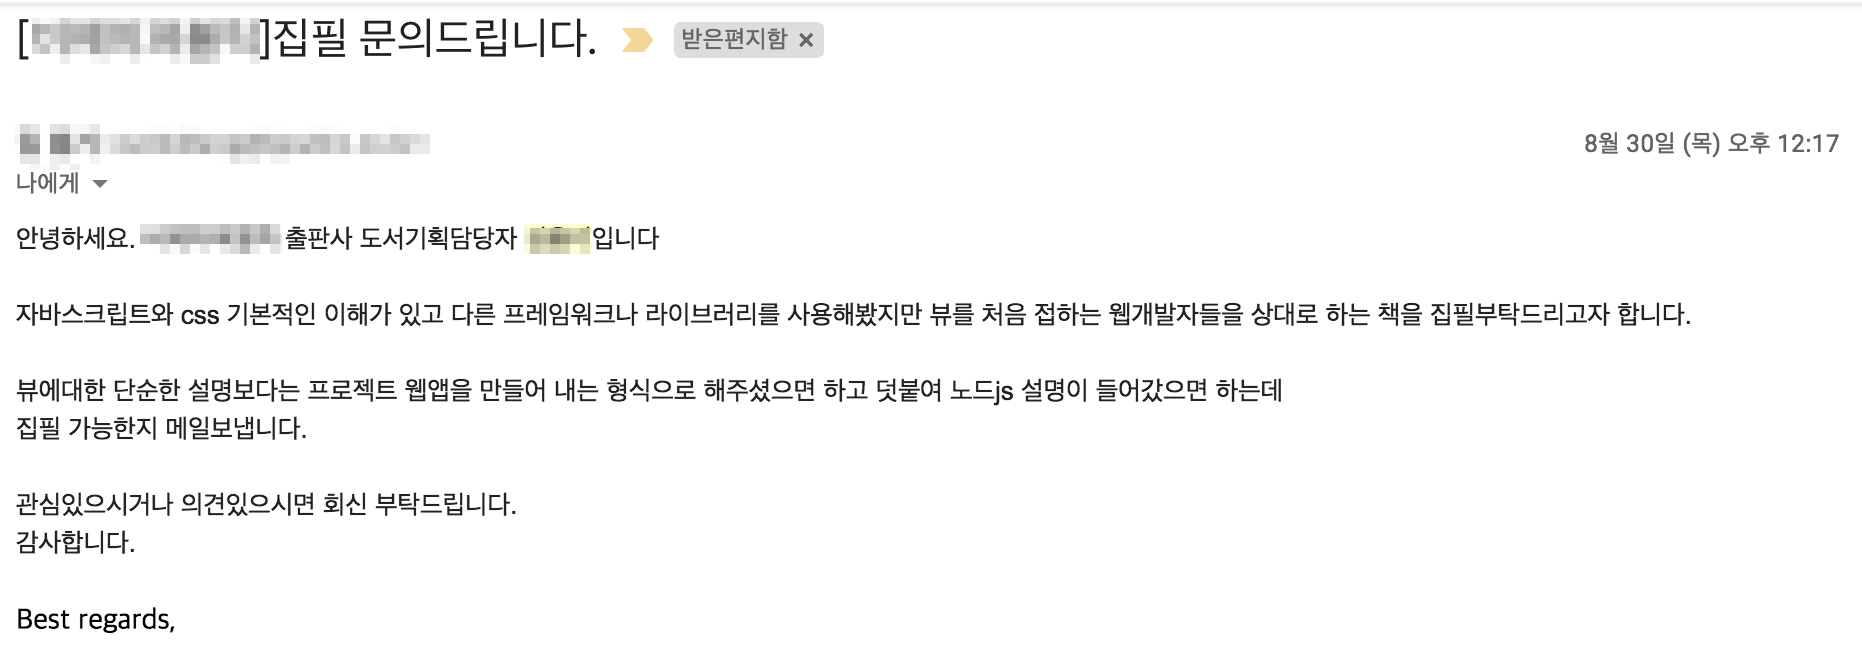 []집필 문의드립니다. 받은편지함 ×
8월 30일 (목) 오후 12:17
나에게
안녕하세요. 출판사 도서기획담당자 입니다
자바스크립트와 css 기본적인 이해가 있고 다른 프레임워크나 라이브러리를 사용해봤지만 뷰를 처음 접하는 웹개발자들을 상대로 하는 책을 집필부탁드리고자 합니다.
뷰에대한 단순한 설명보다는 프로젝트 웹앱을 만들어 내는 형식으로 해주셨으면 하고 덧붙여 노드js 설명이 들어갔으면 하는데
집필 가능한지 메일보냅니다.
관심있으시거나 의견있으시면 회신 부탁드립니다.
감사합니다.
Best regards,